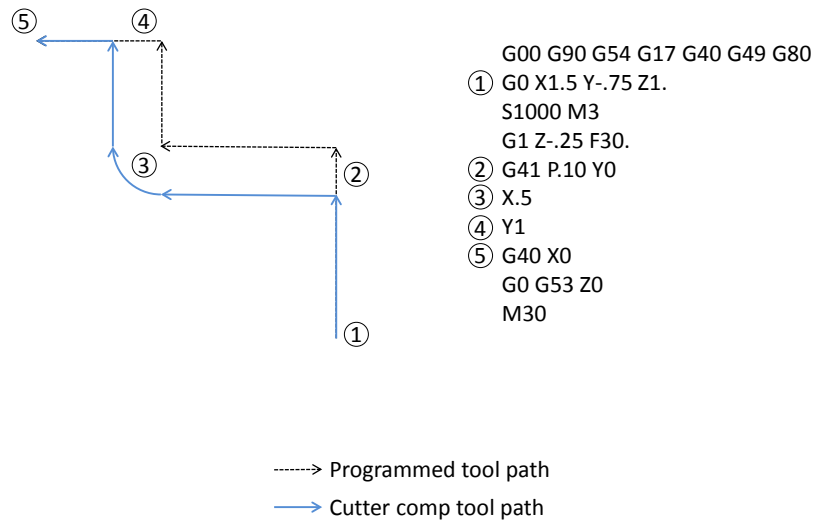 ⑤ ④
③
②
①
G00 G90 G54 G17 G40 G49 G80
① G0 X1.5 Y-.75 Z1.
S1000 M3
G1 Z-.25 F30.
② G41 P.10 Y0
③ X.5
④ Y1
⑤ G40 X0
G0 G53 Z0
M30
Programmed tool path
Cutter comp tool path